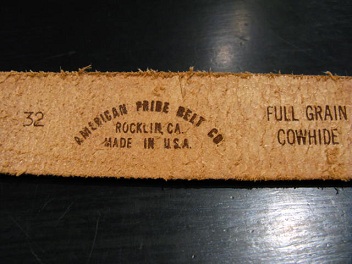 32
AMERICAN PRIDE BELT CO.
ROCKLIN, CA.
MADE IN U.S.A.
FULL GRAIN
COWHIDE